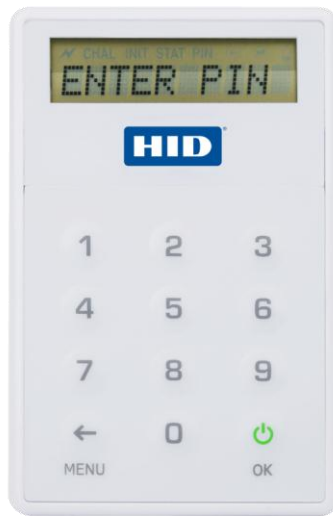 CHAL INIT STAT PIN
ENTER PIN
HID
1 2 3
4 5 6
7 8 9
← 0
MENU OK